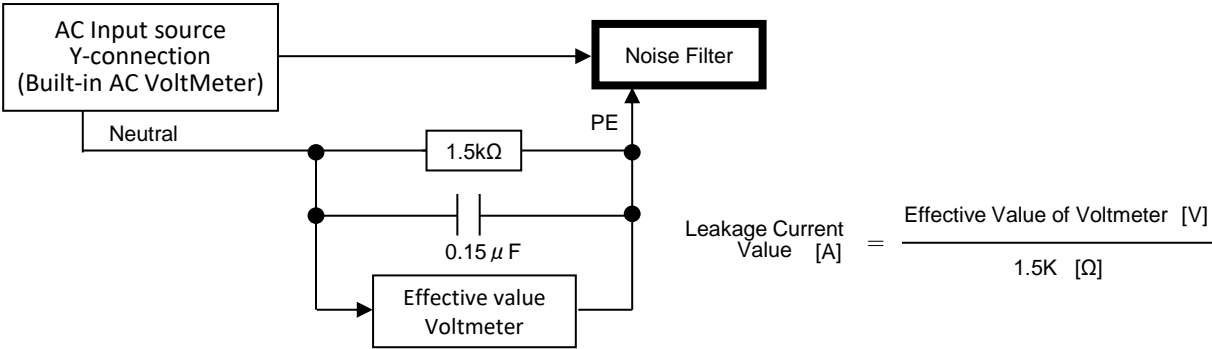 AC Input source
Y-connection
(Built-in AC VoltMeter)
Noise Filter
Neutral
PE
1.5kΩ
0.15μF
Effective value
Voltmeter
Leakage Current
Value [A]
=
Effective Value of Voltmeter [V]
1.5K [Ω]